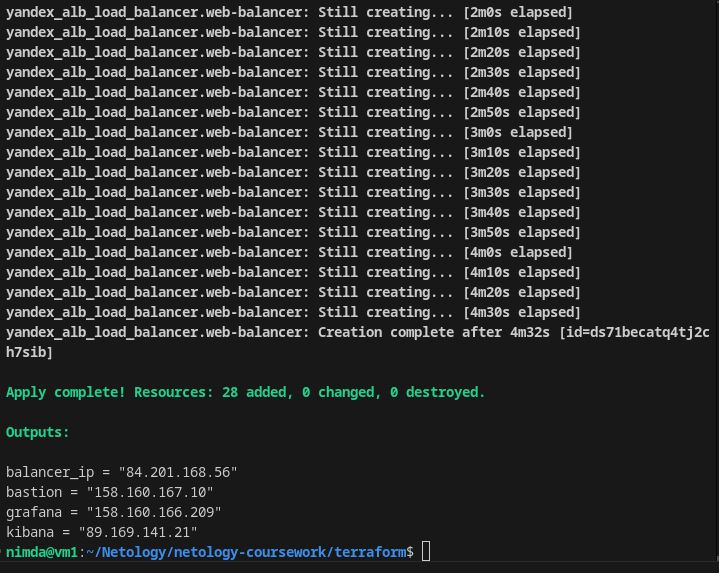 yandex_alb_load_balancer.web-balancer: Still creating... [2m0s elapsed]
yandex_alb_load_balancer.web-balancer: Still creating... [2m10s elapsed]
yandex_alb_load_balancer.web-balancer: Still creating... [2m20s elapsed]
yandex_alb_load_balancer.web-balancer: Still creating... [2m30s elapsed]
yandex_alb_load_balancer.web-balancer: Still creating... [2m40s elapsed]
yandex_alb_load_balancer.web-balancer: Still creating... [2m50s elapsed]
yandex_alb_load_balancer.web-balancer: Still creating... [3m0s elapsed]
yandex_alb_load_balancer.web-balancer: Still creating... [3m10s elapsed]
yandex_alb_load_balancer.web-balancer: Still creating... [3m20s elapsed]
yandex_alb_load_balancer.web-balancer: Still creating... [3m30s elapsed]
yandex_alb_load_balancer.web-balancer: Still creating... [3m40s elapsed]
yandex_alb_load_balancer.web-balancer: Still creating... [3m50s elapsed]
yandex_alb_load_balancer.web-balancer: Still creating... [4m0s elapsed]
yandex_alb_load_balancer.web-balancer: Still creating... [4m10s elapsed]
yandex_alb_load_balancer.web-balancer: Still creating... [4m20s elapsed]
yandex_alb_load_balancer.web-balancer: Still creating... [4m30s elapsed]
yandex_alb_load_balancer.web-balancer: Creation complete after 4m32s [id=ds71becatq4tj2c
h7sib]
Apply complete! Resources: 28 added, 0 changed, 0 destroyed.
Outputs:
balancer_ip = "84.201.168.56"
bastion = "158.160.167.10"
grafana = "158.160.166.209"
kibana = "89.169.141.21"
nimda@vm1:~/Netology/netology-coursework/terraform$